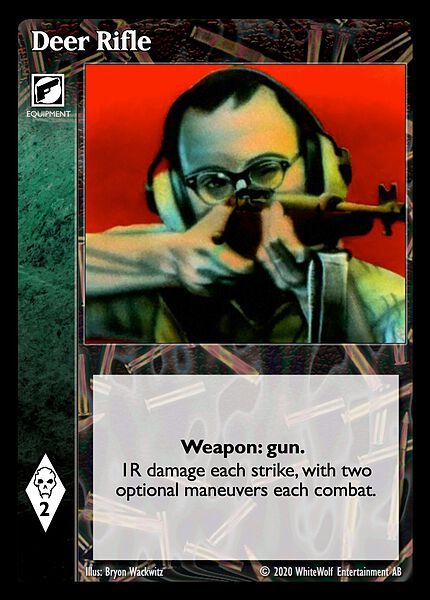 Deer Rifle
EQUIPMENT
Weapon: gun.
1R damage each strike, with two
optional maneuvers each combat.
2
Illus: Bryon Wackwitz
© 2020 WhiteWolf Entertainment AB